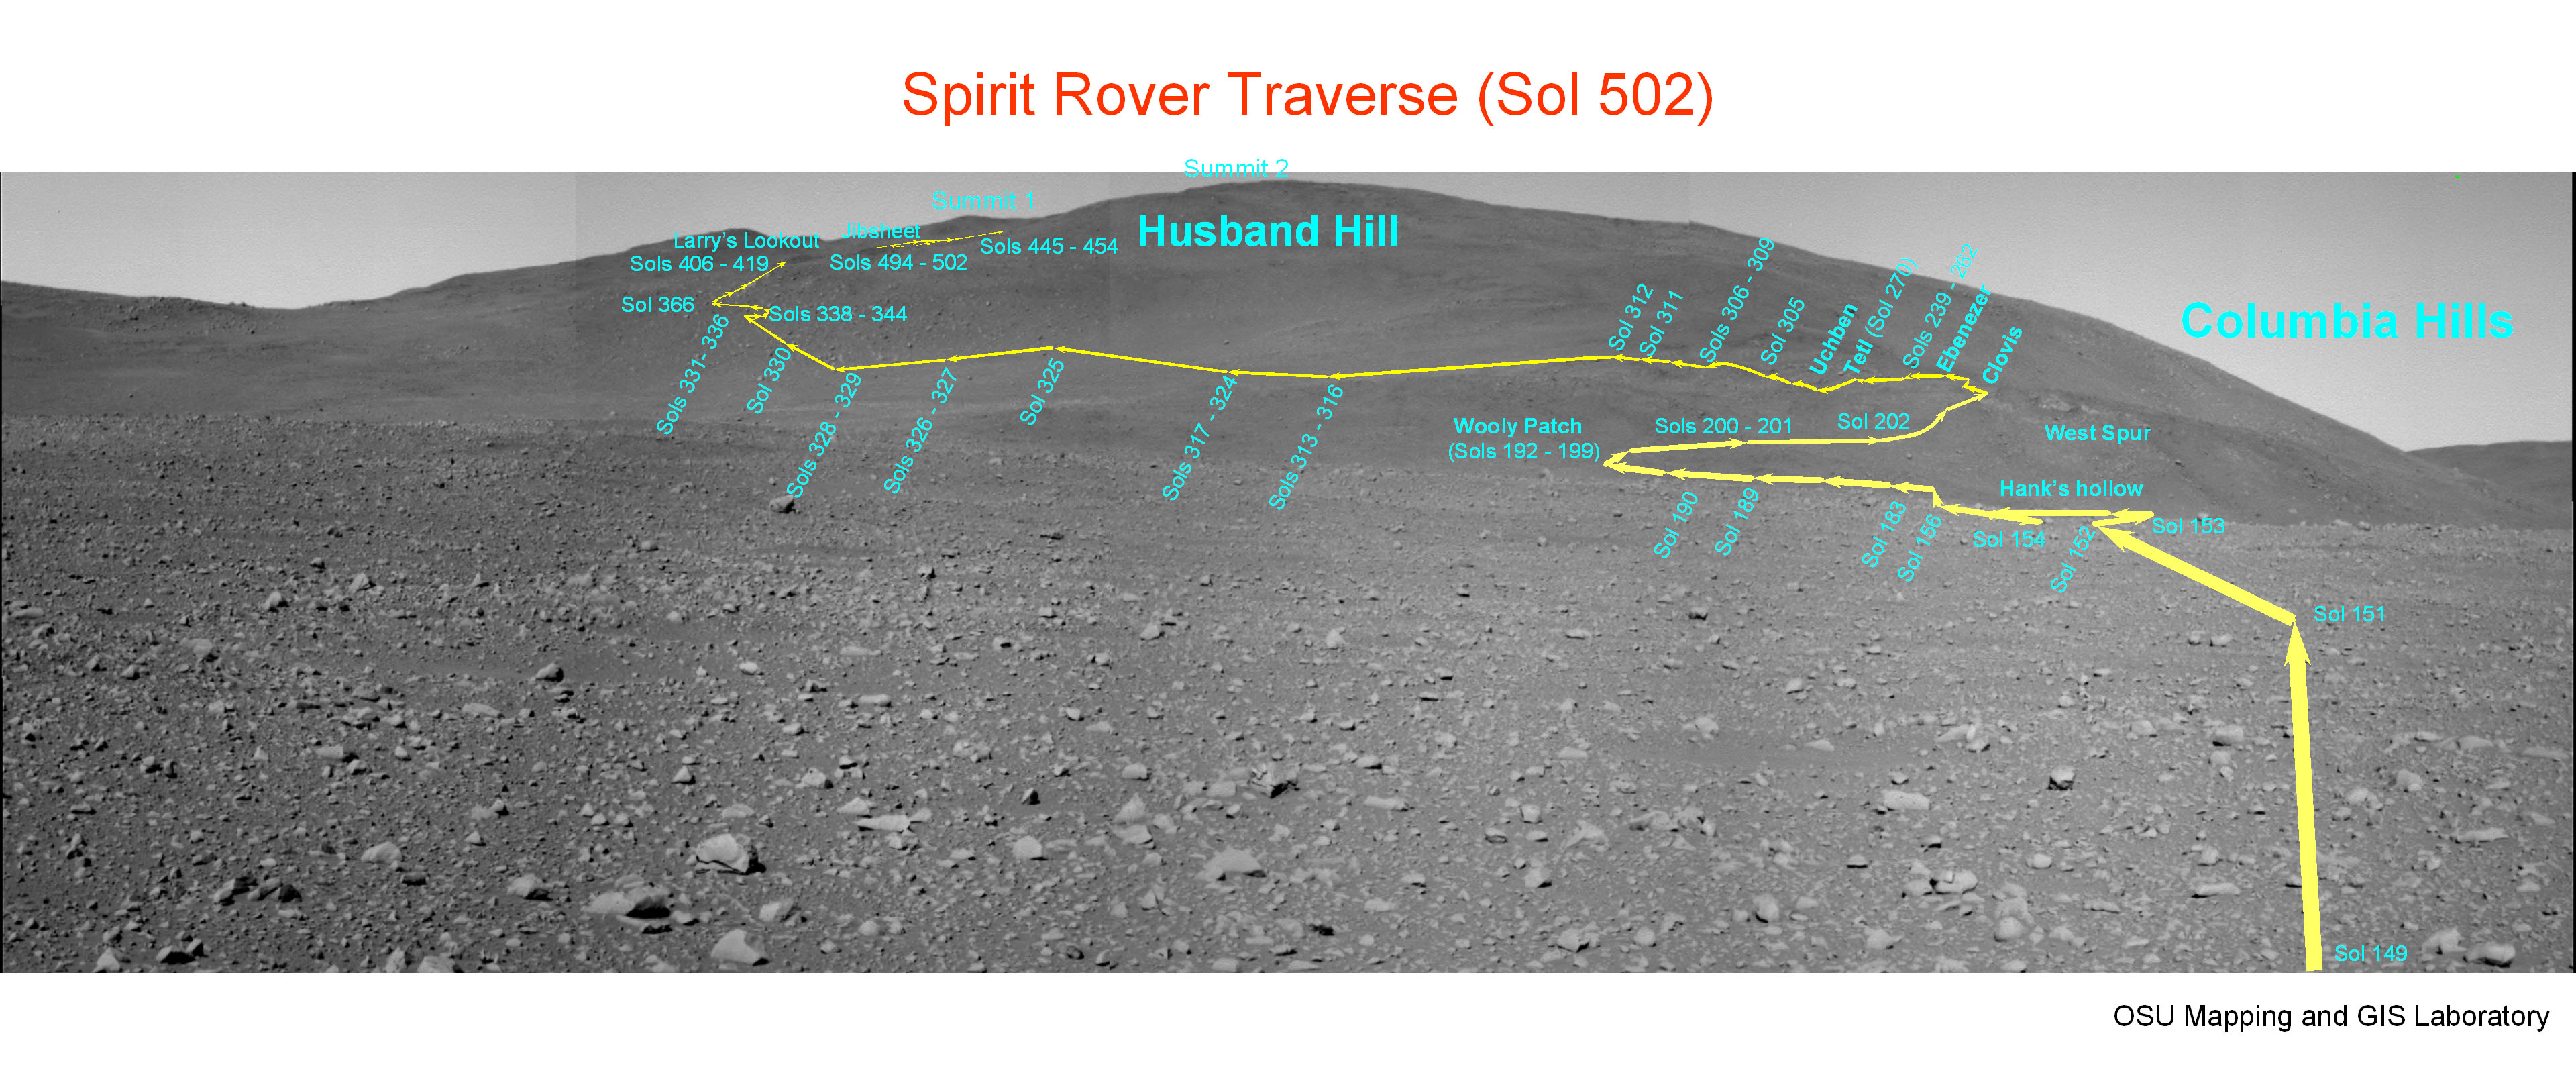 Spirit Rover Traverse (Sol 502)
Summit 2
Summit 1
Husband Hill
Jibsheet
Larry's Lookout
Sols 445 - 454
Sols 406 - 419
Sols 494 - 502
Sol 366
Sols 338 - 344
Columbia Hills
Sols 331- 336
Sol 330
Sols 328 - 329
Sols 326 - 327
Sol 325
Sols 317 - 324
Sols 313 - 316
Sol 312
Sol 311
Sols 306 - 309
Sol 305
Uchben
Tetl (Sol 270)
Sols 239 - 262
Ebenezer
Clovis
Wooly Patch
(Sols 192 - 199)
Sols 200 - 201
Sol 202
West Spur
Hank's hollow
Sol 190
Sol 189
Sol 183
Sol 156
Sol 154
Sol 152
Sol 153
Sol 151
Sol 149
OSU Mapping and GIS Laboratory